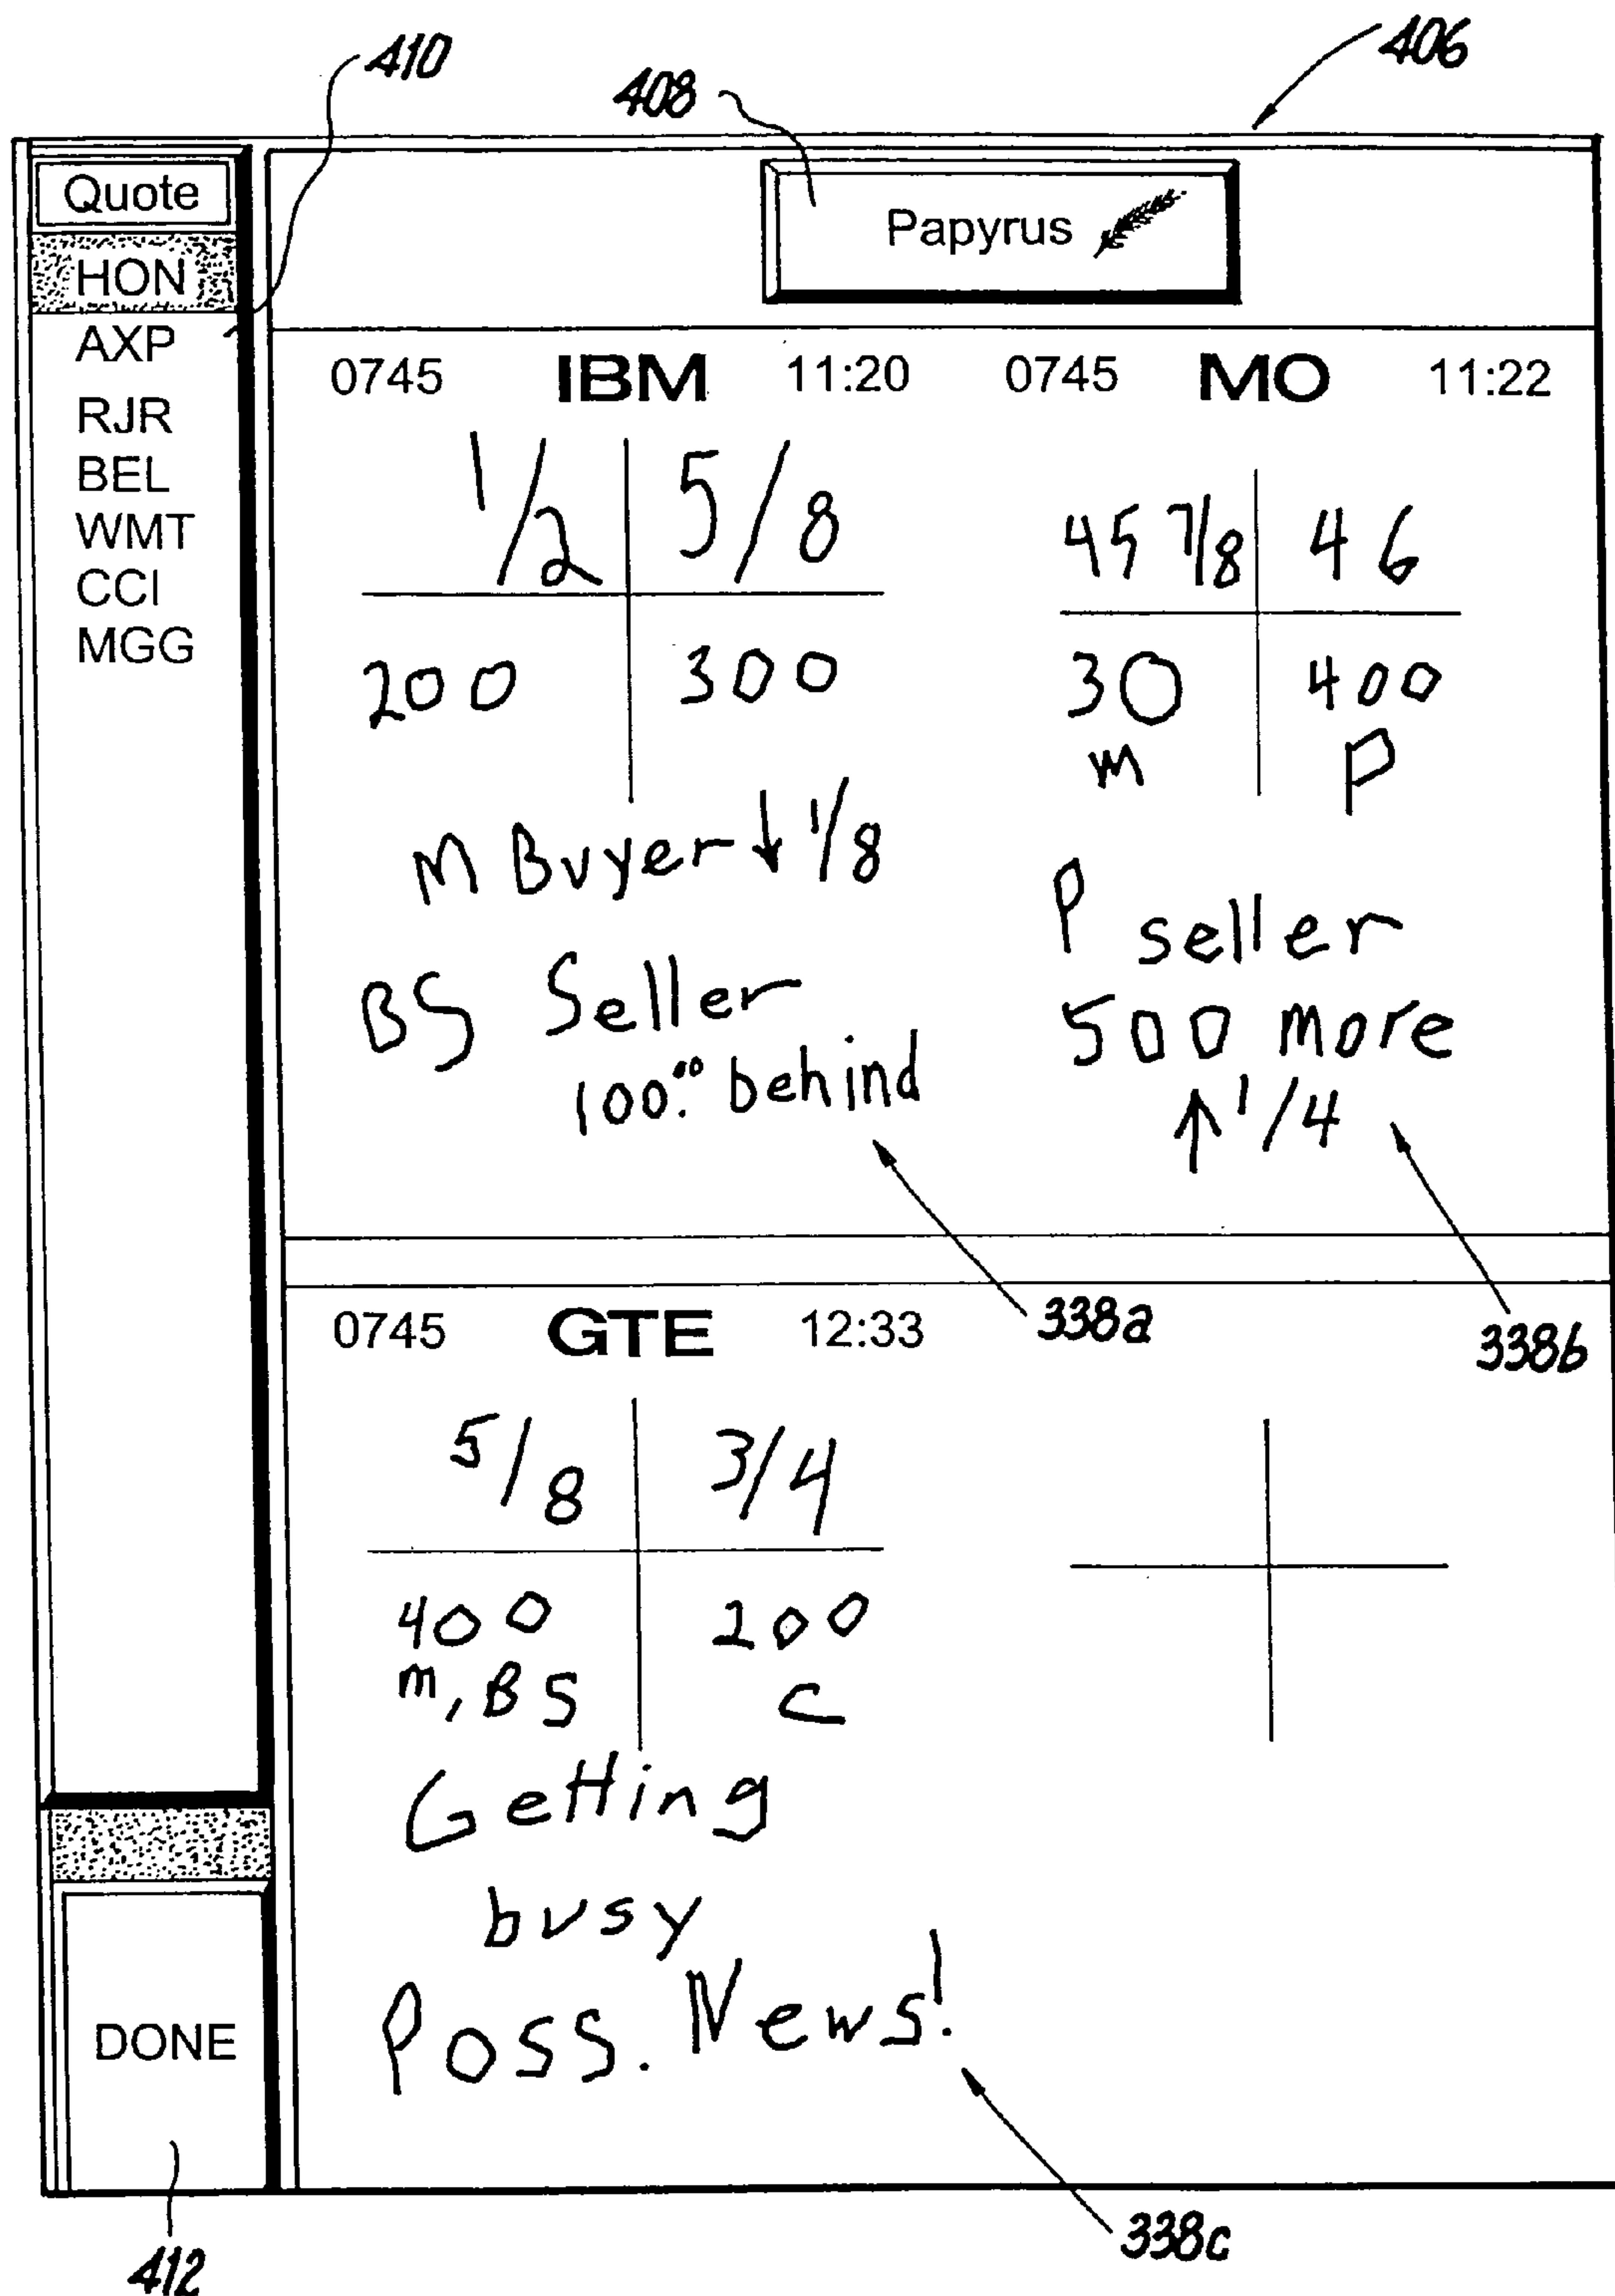 410
408
406
Quote
HON
AXP
RJR
BEL
WMT
CCI
MGG
Papyrus
0745 IBM 11:20
1/2 5/8
200 300
M Buyer ↓ 1/8
BS Seller
100.⁰⁰ behind
338a
0745 MO 11:22
45 7/8 46
30 400
m P
P seller
500 more
↑ 1/4
338b
0745 GTE 12:33
5/8 3/4
400 200
m, BS C
Getting
busy
Poss. News!
338c
DONE
412